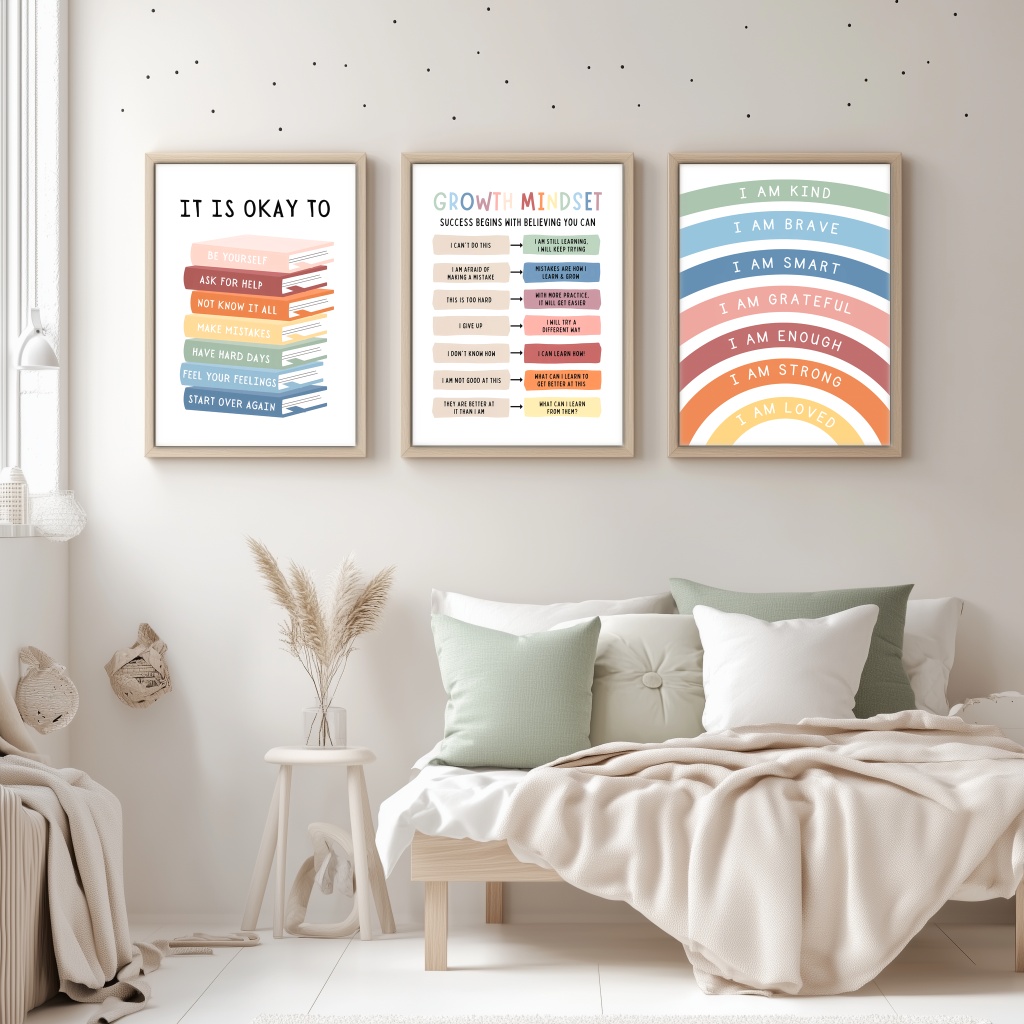 IT IS OKAY TO
BE YOURSELF
ASK FOR HELP
NOT KNOW IT ALL
MAKE MISTAKES
HAVE HARD DAYS
FEEL YOUR FEELINGS
START OVER AGAIN
GROWTH MINDSET
SUCCESS BEGINS WITH BELIEVING YOU CAN
I CAN'T DO THIS
I AM STILL LEARNING,
I WILL KEEP TRYING
I AM AFRAID OF
MAKING A MISTAKE
MISTAKES ARE HOW I
LEARN & GROW
THIS IS TOO HARD
WITH MORE PRACTICE,
IT WILL GET EASIER
I GIVE UP
I WILL TRY A
DIFFERENT WAY
I DON'T KNOW HOW
I CAN LEARN HOW!
I AM NOT GOOD AT THIS
WHAT CAN I LEARN TO
GET BETTER AT THIS
THEY ARE BETTER AT
IT THAN I AM
WHAT CAN I LEARN
FROM THEM?
I AM KIND
I AM BRAVE
I AM SMART
I AM GRATEFUL
I AM ENOUGH
I AM STRONG
I AM LOVED